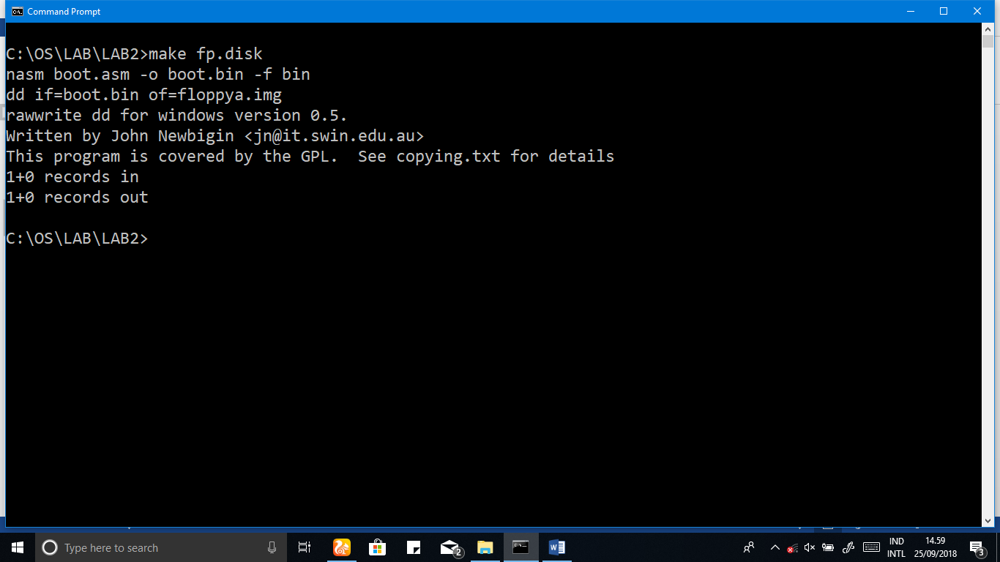 Command Prompt
C:\OS\LAB\LAB2>make fp.disk
nasm boot.asm -o boot.bin -f bin
dd if=boot.bin of=floppya.img
rawwrite dd for windows version 0.5.
Written by John Newbigin <jn@it.swin.edu.au>
This program is covered by the GPL.  See copying.txt for details
1+0 records in
1+0 records out
C:\OS\LAB\LAB2>
Type here to search
2
IND
INTL
14.59
25/09/2018
3